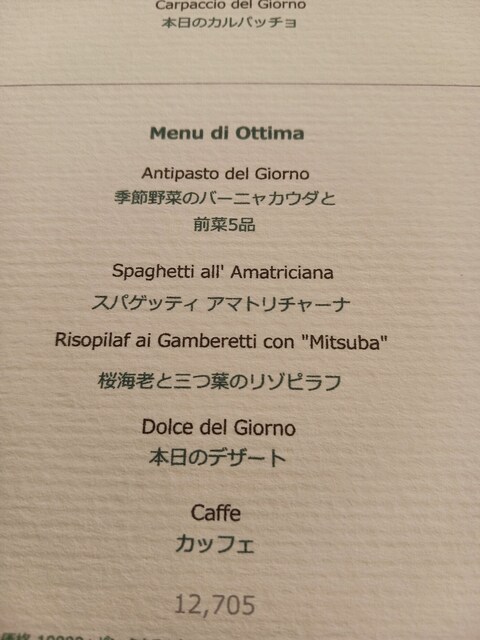 Carpaccio del Giorno
本日のカルパッチョ
Menu di Ottima
Antipasto del Giorno
季節野菜のバーニャカウダと
前菜5品
Spaghetti all' Amatriciana
スパゲッティ アマトリチャーナ
Risopilaf ai Gamberetti con "Mitsuba"
桜海老と三つ葉のリゾピラフ
Dolce del Giorno
本日のデザート
Caffe
カッフェ
12,705